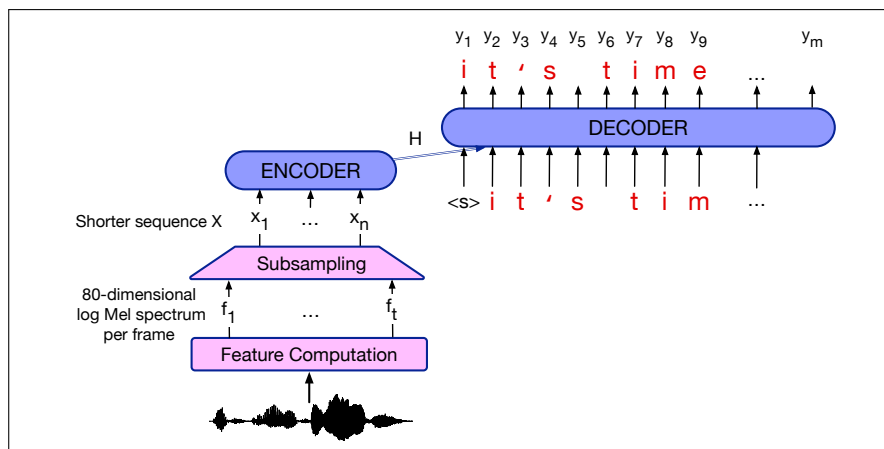 y1 y2 y3 y4 y5 y6 y7 y8 y9 ym
i t ‘ s t i m e …
DECODER
H
ENCODER
<s> i t ‘ s t i m …
Shorter sequence X x1 … xn
Subsampling
80-dimensional
log Mel spectrum
per frame
f1 … ft
Feature Computation